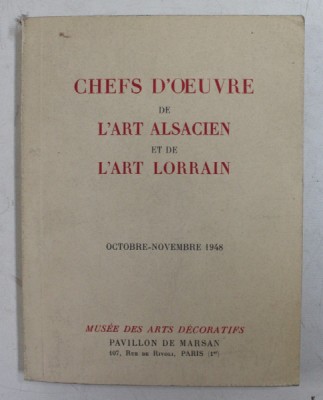 CHEFS D'ŒUVRE
DE
L'ART ALSACIEN
ET DE
L'ART LORRAIN
OCTOBRE-NOVEMBRE 1948
MUSÉE DES ARTS DÉCORATIFS
PAVILLON DE MARSAN
107, RUE DE RIVOLI, PARIS (1er)